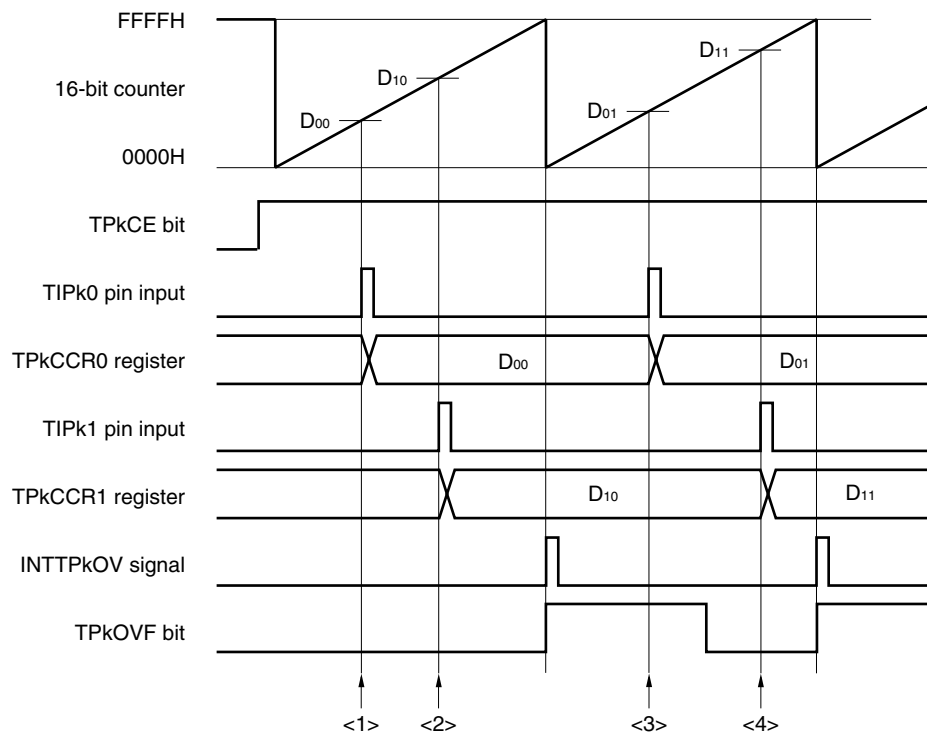 FFFFH
D11
D10
16-bit counter
D01
D00
0000H
TPkCE bit
TIPk0 pin input
TPkCCR0 register
D00
D01
TIPk1 pin input
TPkCCR1 register
D10
D11
INTTPkOV signal
TPkOVF bit
<1>
<2>
<3>
<4>